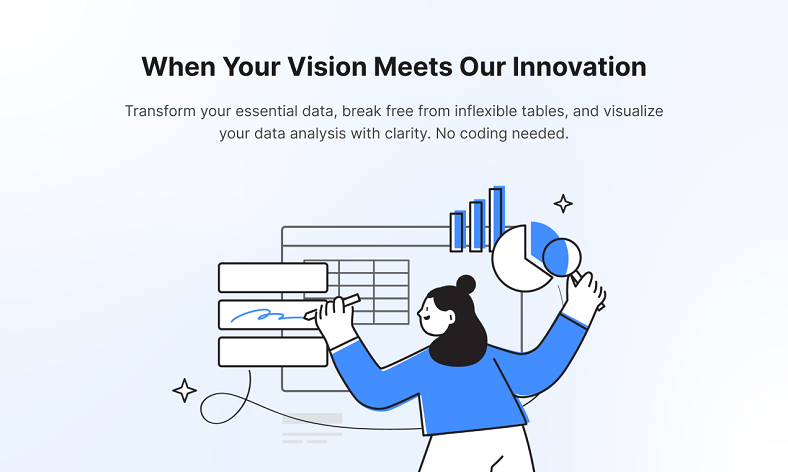 When Your Vision Meets Our Innovation
Transform your essential data, break free from inflexible tables, and visualize
your data analysis with clarity. No coding needed.